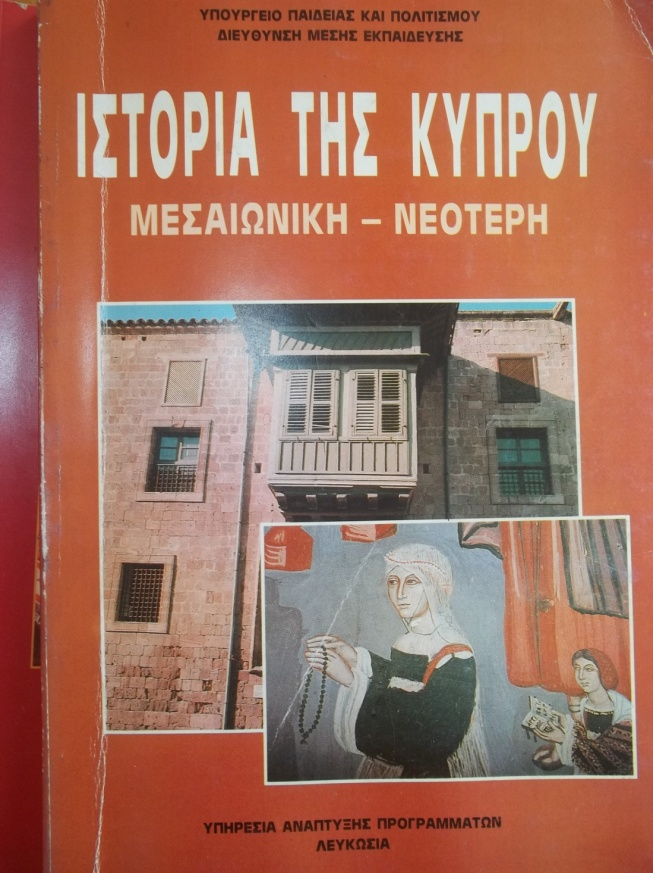 ΥΠΟΥΡΓΕΙΟ ΠΑΙΔΕΙΑΣ ΚΑΙ ΠΟΛΙΤΙΣΜΟΥ
ΔΙΕΥΘΥΝΣΗ ΜΕΣΗΣ ΕΚΠΑΙΔΕΥΣΗΣ
ΙΣΤΟΡΙΑ ΤΗΣ ΚΥΠΡΟΥ
ΜΕΣΑΙΩΝΙΚΗ – ΝΕΟΤΕΡΗ
ΥΠΗΡΕΣΙΑ ΑΝΑΠΤΥΞΗΣ ΠΡΟΓΡΑΜΜΑΤΩΝ
ΛΕΥΚΩΣΙΑ